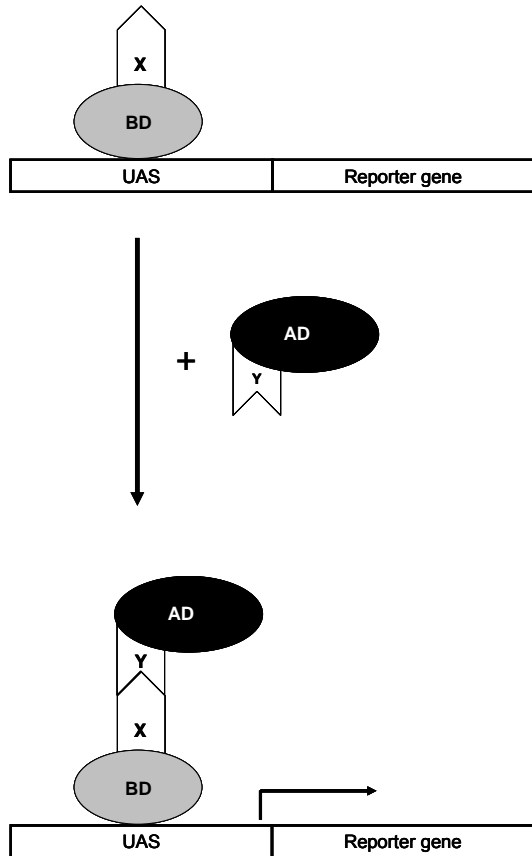 X
BD
UAS Reporter gene
+
AD
Y
AD
Y
X
BD
UAS Reporter gene